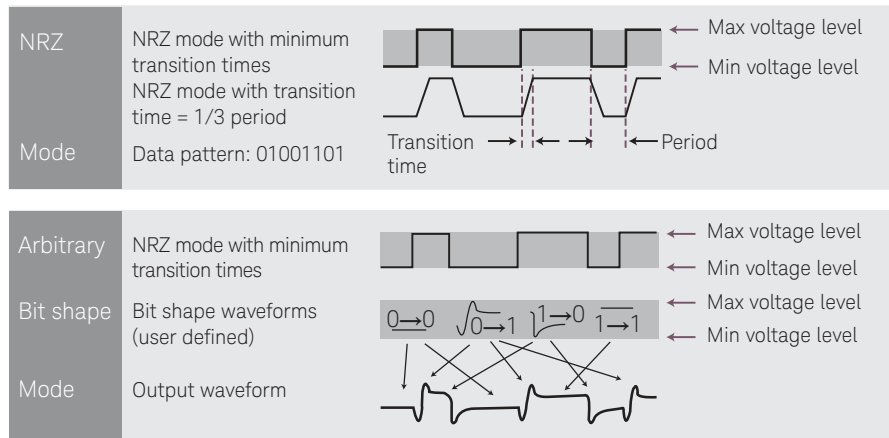 NRZ
NRZ mode with minimum
transition times
NRZ mode with transition
time = 1/3 period
Mode
Data pattern: 01001101
Max voltage level
Min voltage level
Transition
time
Period
Arbitrary
NRZ mode with minimum
transition times
Max voltage level
Min voltage level
Bit shape
Bit shape waveforms
(user defined)
0→0
0→1
1→0
1→1
Max voltage level
Min voltage level
Mode
Output waveform